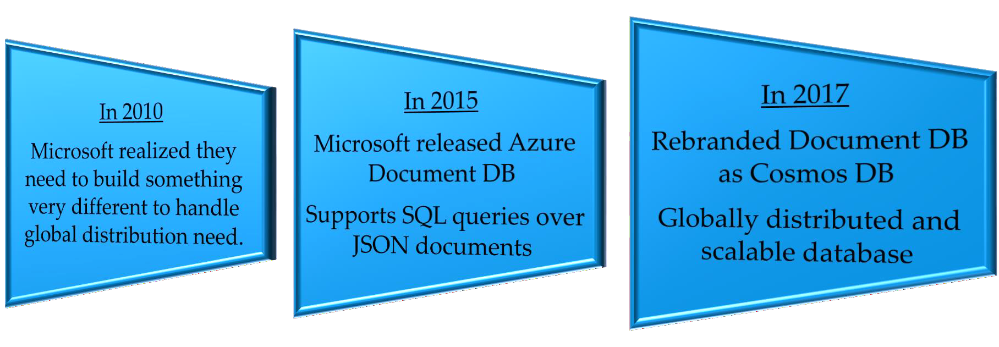 In 2010
Microsoft realized they
need to build something
very different to handle
global distribution need.
In 2015
Microsoft released Azure
Document DB
Supports SQL queries over
JSON documents
In 2017
Rebranded Document DB
as Cosmos DB
Globally distributed and
scalable database